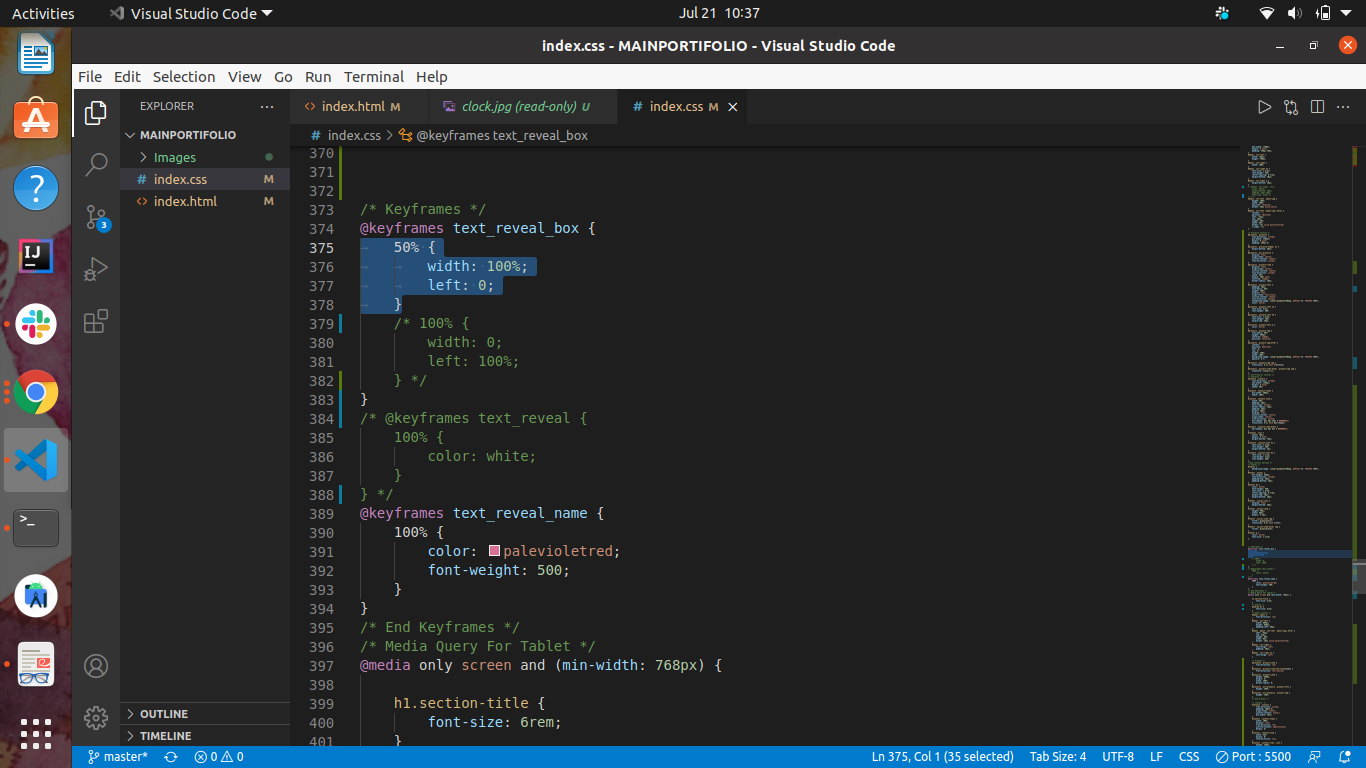 Activities
Visual Studio Code
Jul 21 10:37
index.css - MAINPORTIFOLIO - Visual Studio Code
File Edit Selection View Go Run Terminal Help
EXPLORER ···
<> index.html M
clock.jpg (read-only) U
# index.css M
# index.css > @keyframes text_reveal_box
MAINPORTIFOLIO
Images
# index.css M
<> index.html M
3
370
371
372
373 /* Keyframes */
374 @keyframes text_reveal_box {
375 50% {
376 width: 100%;
377 left: 0;
378 }
379 /* 100% {
380 width: 0;
381 left: 100%;
382 } */
383 }
384 /* @keyframes text_reveal {
385 100% {
386 color: white;
387 }
388 } */
389 @keyframes text_reveal_name {
390 100% {
391 color: palevioletred;
392 font-weight: 500;
393 }
394 }
395 /* End Keyframes */
396 /* Media Query For Tablet */
397 @media only screen and (min-width: 768px) {
398
399 h1.section-title {
400 font-size: 6rem;
401 }
OUTLINE
TIMELINE
master* 0 0 Ln 375, Col 1 (35 selected) Tab Size: 4 UTF-8 LF CSS Port : 5500